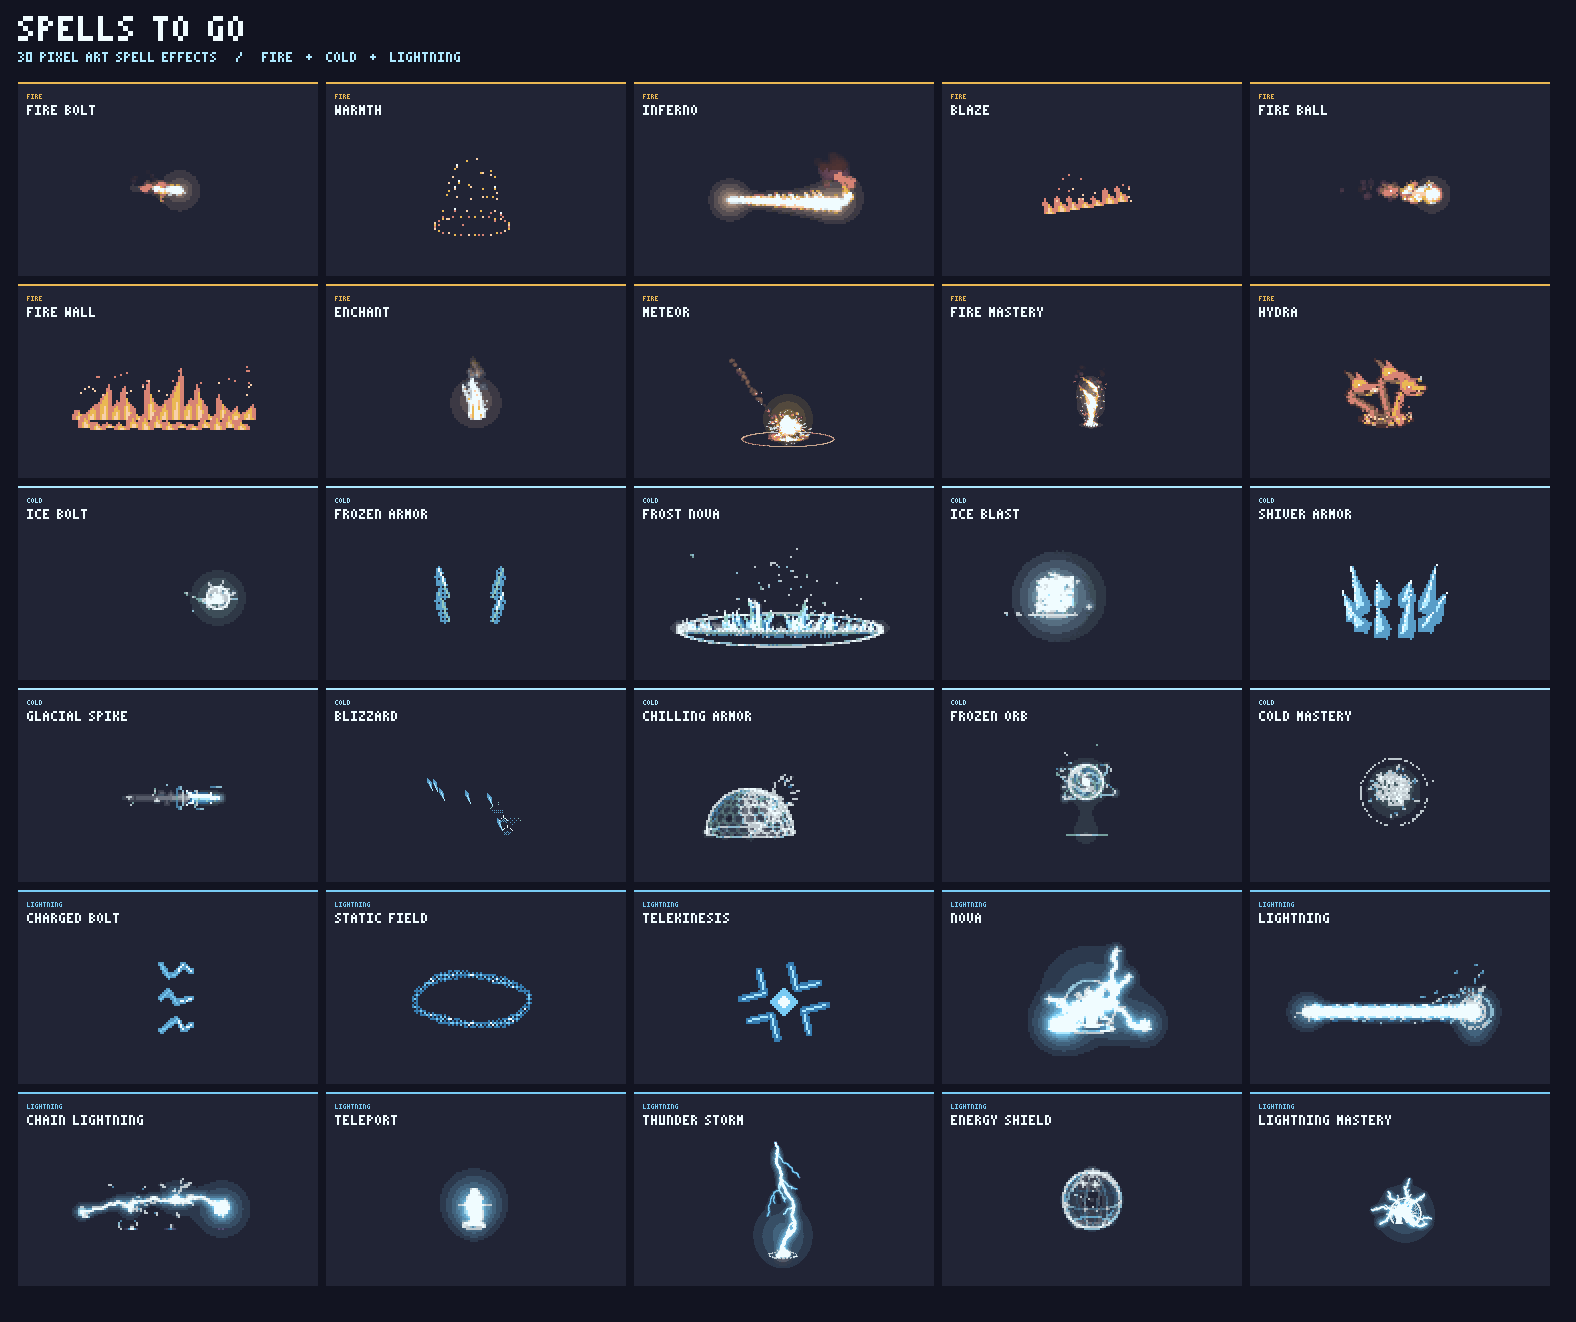 SPELLS TO GO
30 PIXEL ART SPELL EFFECTS / FIRE + COLD + LIGHTNING
FIRE
FIRE BOLT
FIRE
WARMTH
FIRE
INFERNO
FIRE
BLAZE
FIRE
FIRE BALL
FIRE
FIRE WALL
FIRE
ENCHANT
FIRE
METEOR
FIRE
FIRE MASTERY
FIRE
HYDRA
COLD
ICE BOLT
COLD
FROZEN ARMOR
COLD
FROST NOVA
COLD
ICE BLAST
COLD
SHIVER ARMOR
COLD
GLACIAL SPIKE
COLD
BLIZZARD
COLD
CHILLING ARMOR
COLD
FROZEN ORB
COLD
COLD MASTERY
LIGHTNING
CHARGED BOLT
LIGHTNING
STATIC FIELD
LIGHTNING
TELEKINESIS
LIGHTNING
NOVA
LIGHTNING
LIGHTNING
LIGHTNING
CHAIN LIGHTNING
LIGHTNING
TELEPORT
LIGHTNING
THUNDER STORM
LIGHTNING
ENERGY SHIELD
LIGHTNING
LIGHTNING MASTERY